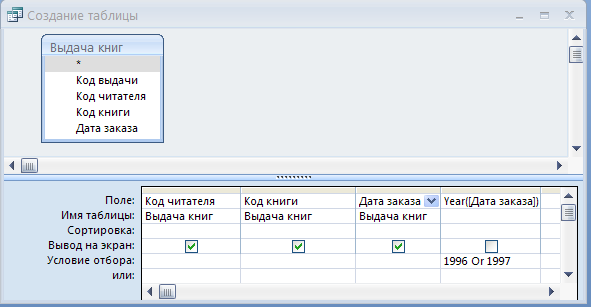 Создание таблицы
Выдача книг
*
Код выдачи
Код читателя
Код книги
Дата заказа
Поле: Код читателя Код книги Дата заказа Year([Дата заказа])
Имя таблицы: Выдача книг Выдача книг Выдача книг
Сортировка:
Вывод на экран:
Условие отбора: 1996 Or 1997
или: